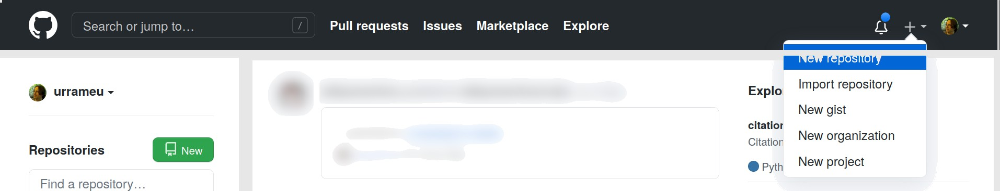 Search or jump to… /
Pull requests Issues Marketplace Explore
New repository
Import repository
New gist
New organization
New project
urrameu
Repositories
New
Find a repository…